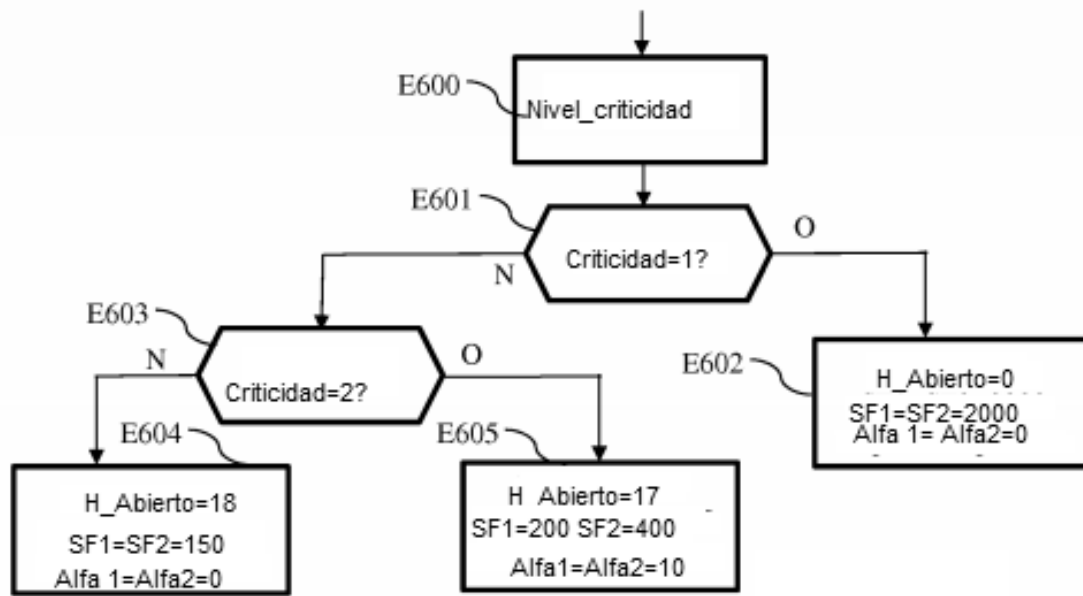 E600
Nivel_criticidad
E601
Criticidad=1?
O
N
E603
Criticidad=2?
N
O
E602
H_Abierto=0
SF1=SF2=2000
Alfa 1= Alfa2=0
E604
H_Abierto=18
SF1=SF2=150
Alfa 1=Alfa2=0
E605
H Abierto=17
SF1=200 SF2=400
Alfa1=Alfa2=10